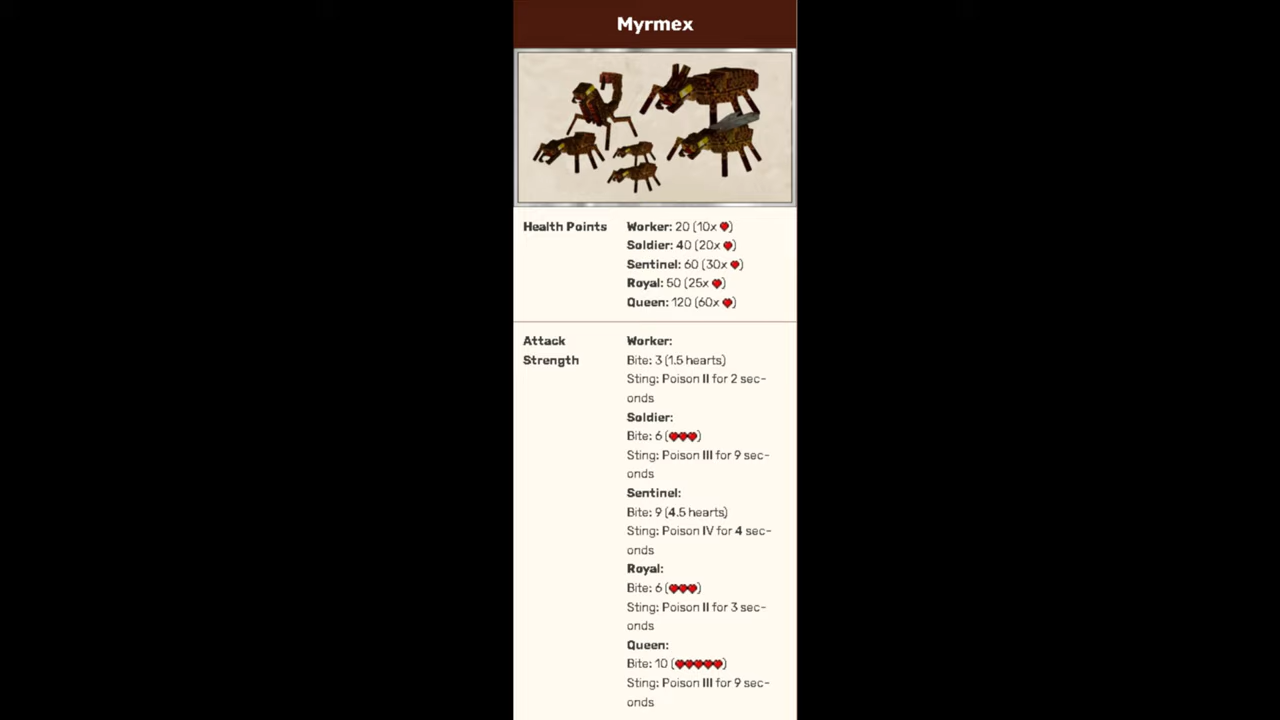 Myrmex
Health Points
Worker: 20 (10x ❤)
Soldier: 40 (20x ❤)
Sentinel: 60 (30x ❤)
Royal: 50 (25x ❤)
Queen: 120 (60x ❤)
Attack
Strength
Worker:
Bite: 3 (1.5 hearts)
Sting: Poison II for 2 sec-
onds
Soldier:
Bite: 6 (❤❤❤)
Sting: Poison III for 9 sec-
onds
Sentinel:
Bite: 9 (4.5 hearts)
Sting: Poison IV for 4 sec-
onds
Royal:
Bite: 6 (❤❤❤)
Sting: Poison II for 3 sec-
onds
Queen:
Bite: 10 (❤❤❤❤❤)
Sting: Poison III for 9 sec-
onds